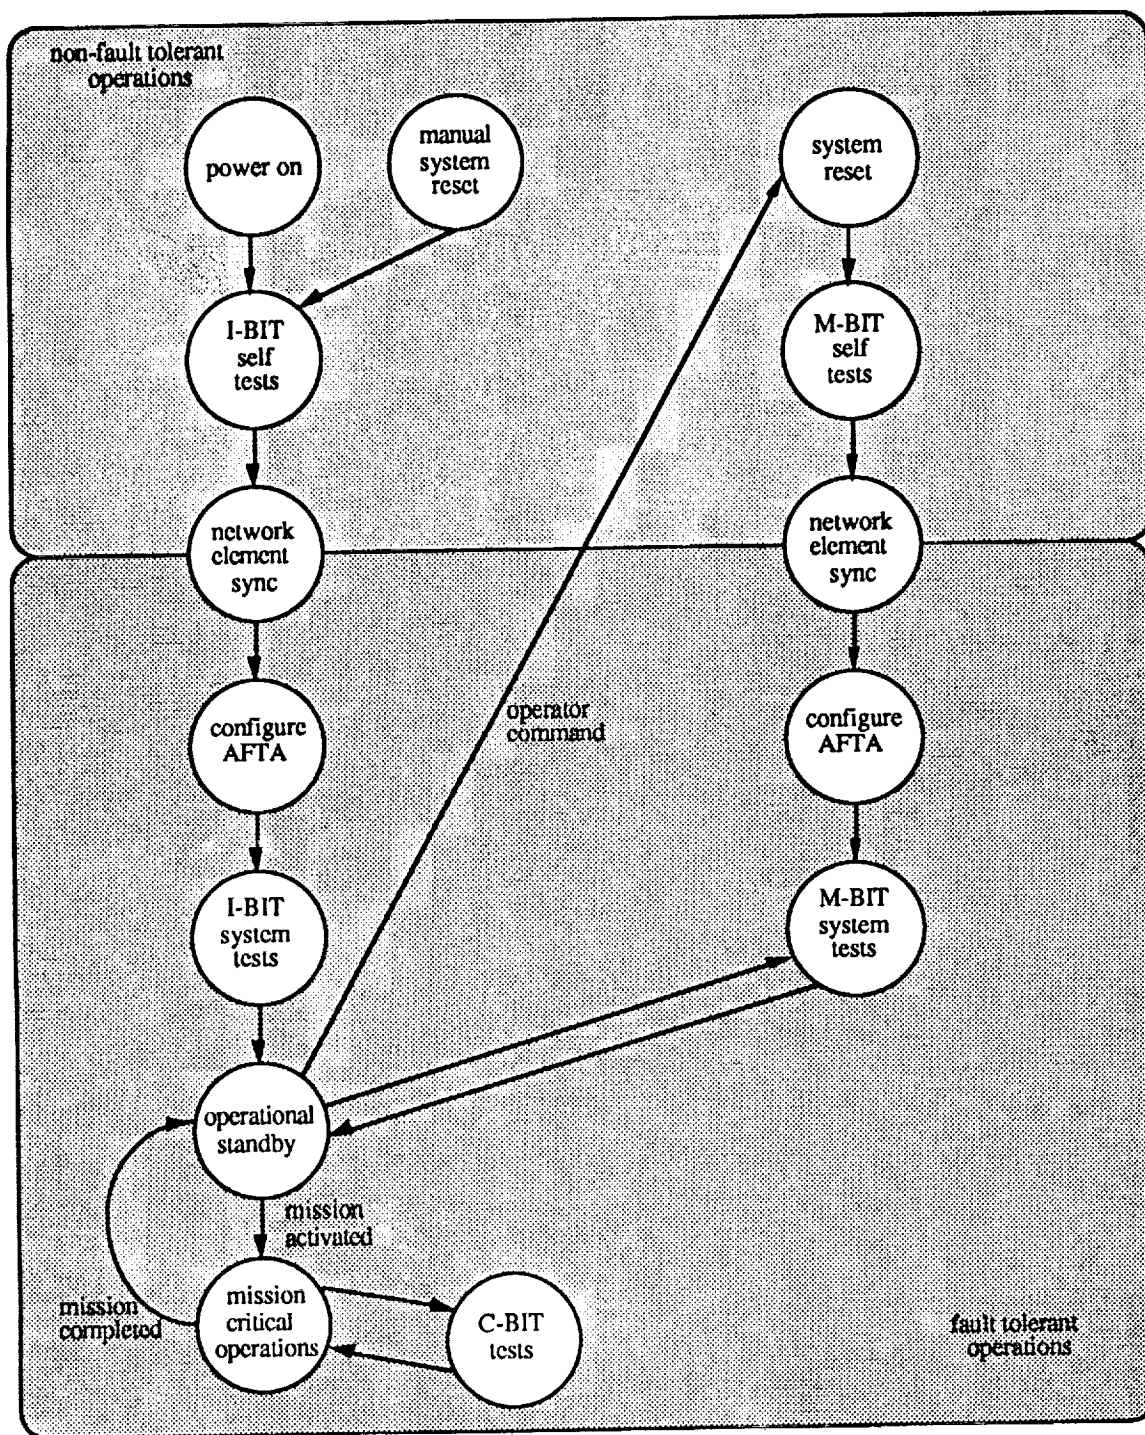 non-fault tolerant
operations
power on
manual
system
reset
system
reset
I-BIT
self
tests
M-BIT
self
tests
network
element
sync
network
element
sync
configure
AFTA
operator
command
configure
AFTA
I-BIT
system
tests
M-BIT
system
tests
operational
standby
mission
activated
mission
completed
mission
critical
operations
C-BIT
tests
fault tolerant
operations